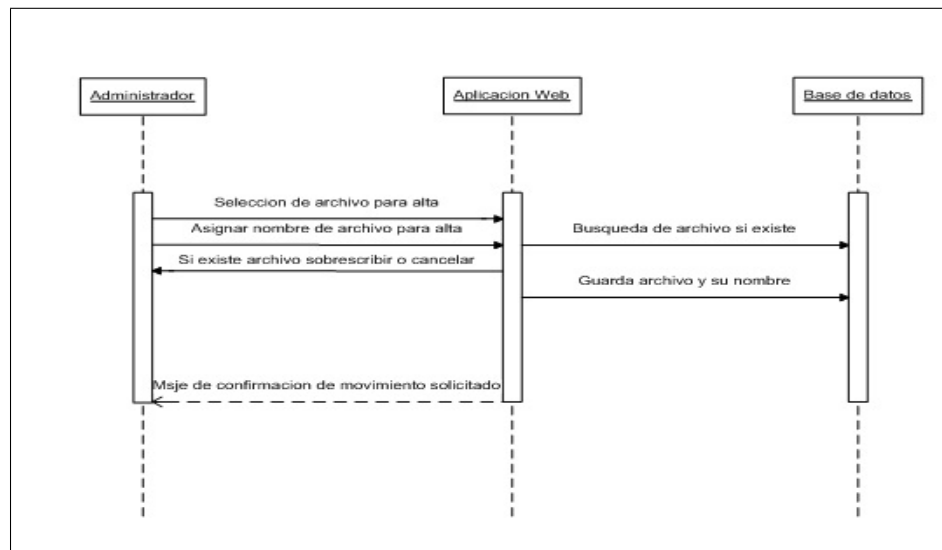 Administrador
Aplicacion Web
Base de datos
Seleccion de archivo para alta
Asignar nombre de archivo para alta
Busqueda de archivo si existe
Si existe archivo sobrescribir o cancelar
Guarda archivo y su nombre
Msje de confirmacion de movimiento solicitado